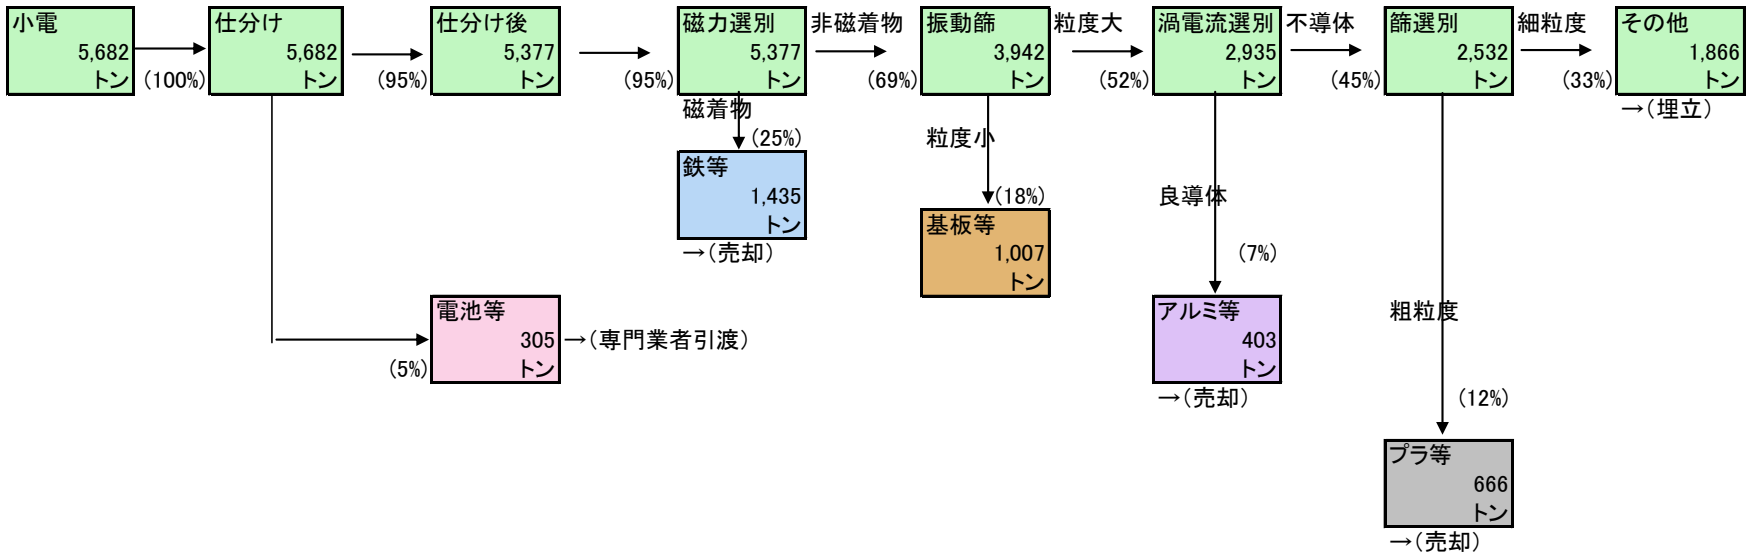 小電
5,682
トン
(100%)
仕分け
5,682
トン
(95%)
仕分け後
5,377
トン
(95%)
磁力選別
5,377
トン
非磁着物
(69%)
振動篩
3,942
トン
粒度大
(52%)
渦電流選別
2,935
トン
不導体
(45%)
篩選別
2,532
トン
細粒度
(33%)
その他
1,866
トン
→(埋立)
磁着物
(25%)
鉄等
1,435
トン
→(売却)
粒度小
(18%)
基板等
1,007
トン
良導体
(7%)
アルミ等
403
トン
→(売却)
(5%)
電池等
305
トン
→(専門業者引渡)
粗粒度
(12%)
プラ等
666
トン
→(売却)